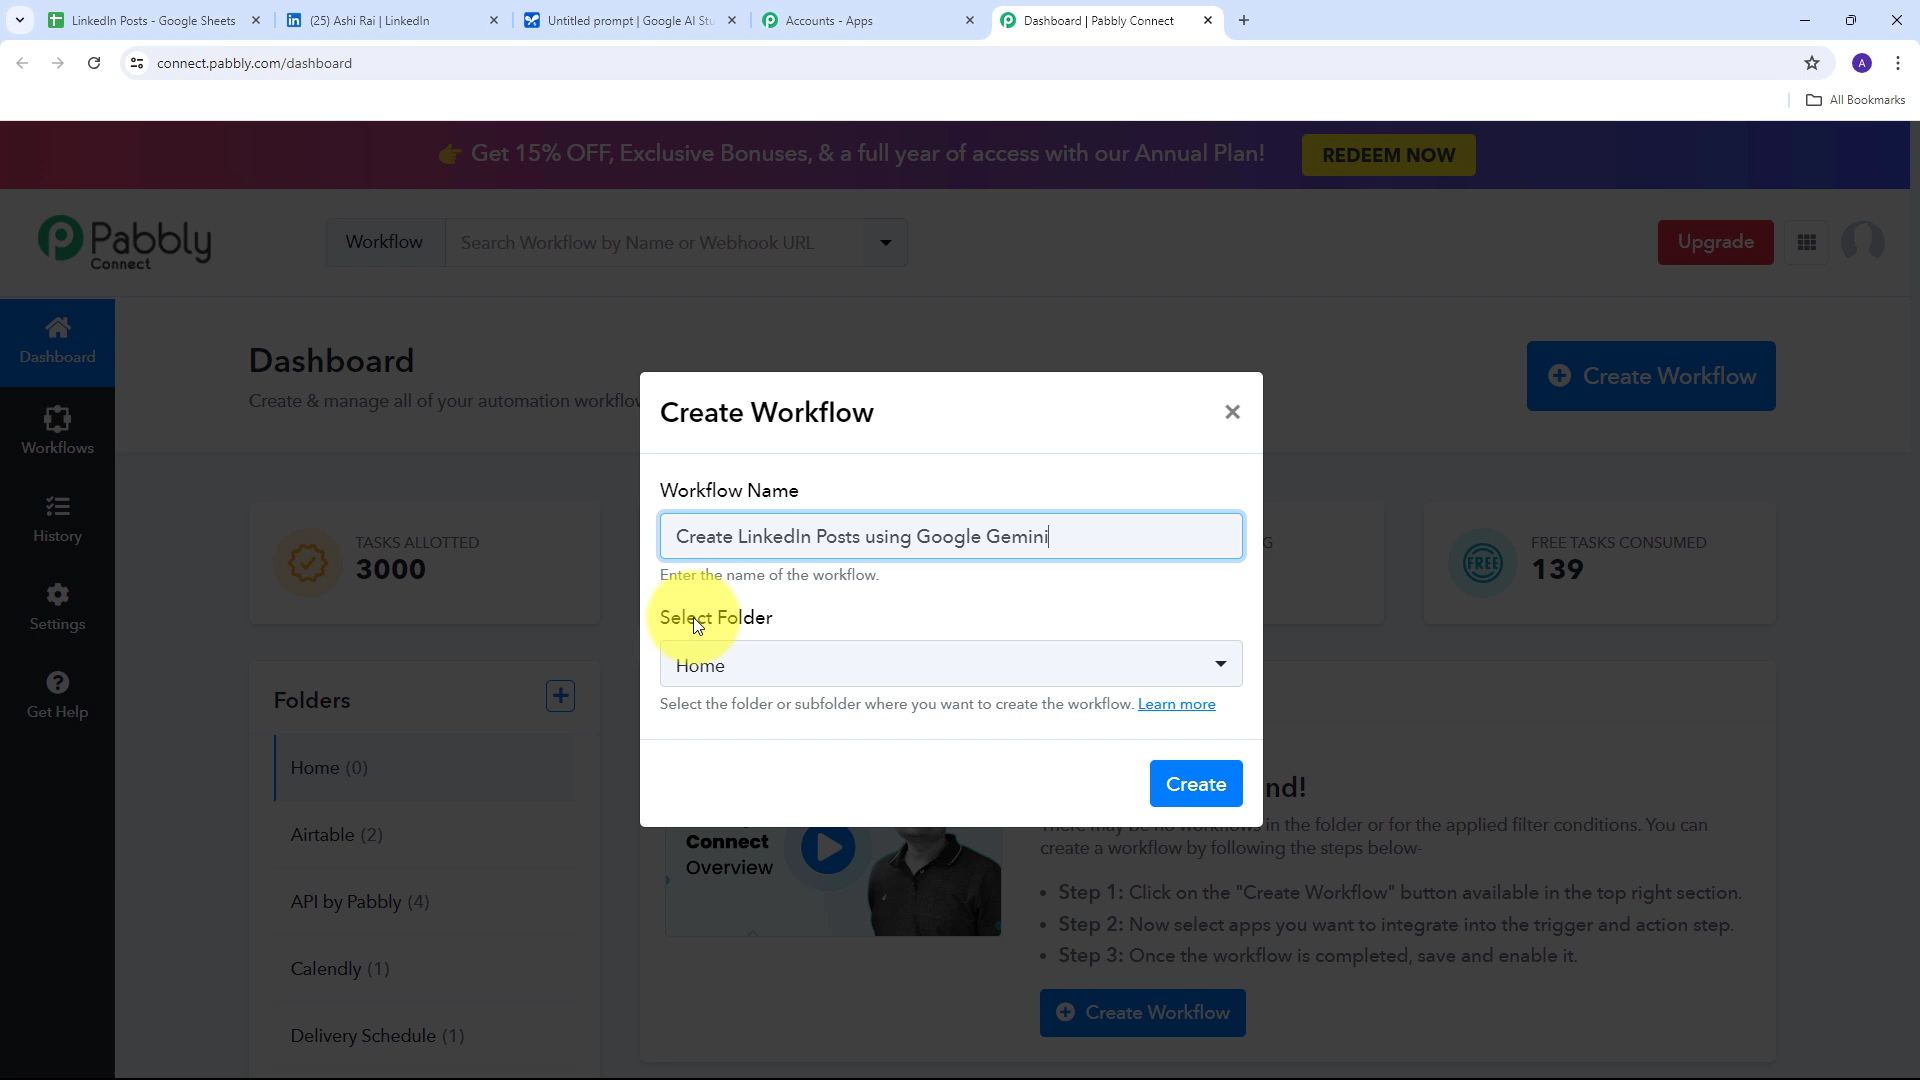 LinkedIn Posts - Google Sheets
(25) Ashi Rai | LinkedIn
Untitled prompt | Google AI Stu
Accounts - Apps
Dashboard | Pabbly Connect
connect.pabbly.com/dashboard
A
All Bookmarks
Get 15% OFF, Exclusive Bonuses, & a full year of access with our Annual Plan!
REDEEM NOW
Pabbly
Connect
Workflow
Search Workflow by Name or Webhook URL
Upgrade
Dashboard
Workflows
History
Settings
Get Help
Dashboard
Create & manage all of your automation
Create Workflow
TASKS ALLOTTED
3000
G
FREE
FREE TASKS CONSUMED
139
Create Workflow
Workflow Name
Create LinkedIn Posts using Google Gemini
Enter the name of the workflow.
Select Folder
Home
Select the folder or subfolder where you want to create the workflow. Learn more
Create
Folders
Home (0)
Airtable (2)
API by Pabbly (4)
Calendly (1)
Delivery Schedule (1)
Connect
Overview
nd!
in the folder or for the applied filter conditions. You can
create a workflow by following the steps below-
• Step 1: Click on the "Create Workflow" button available in the top right section.
• Step 2: Now select apps you want to integrate into the trigger and action step.
• Step 3: Once the workflow is completed, save and enable it.
Create Workflow